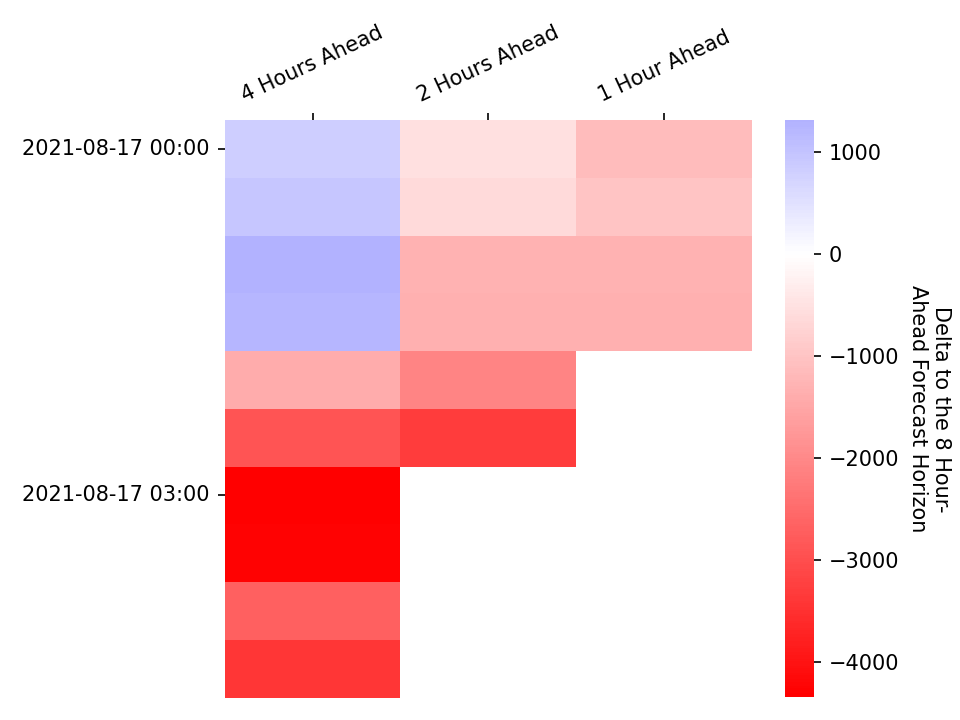 4 Hours Ahead
2 Hours Ahead
1 Hour Ahead
2021-08-17 00:00
2021-08-17 03:00
1000
0
−1000
−2000
−3000
−4000
Delta to the 8 Hour-
Ahead Forecast Horizon